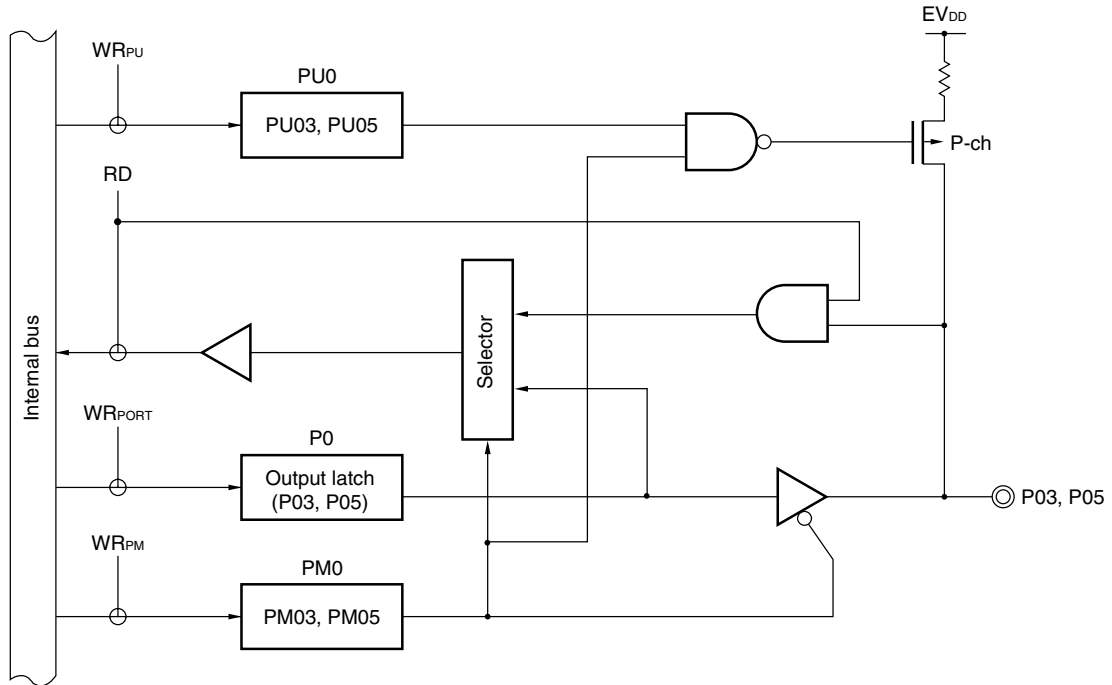 EVDD
WRPU
PU0
PU03, PU05
P-ch
RD
Internal bus
Selector
WRPORT
P0
Output latch
(P03, P05)
P03, P05
WRPM
PM0
PM03, PM05